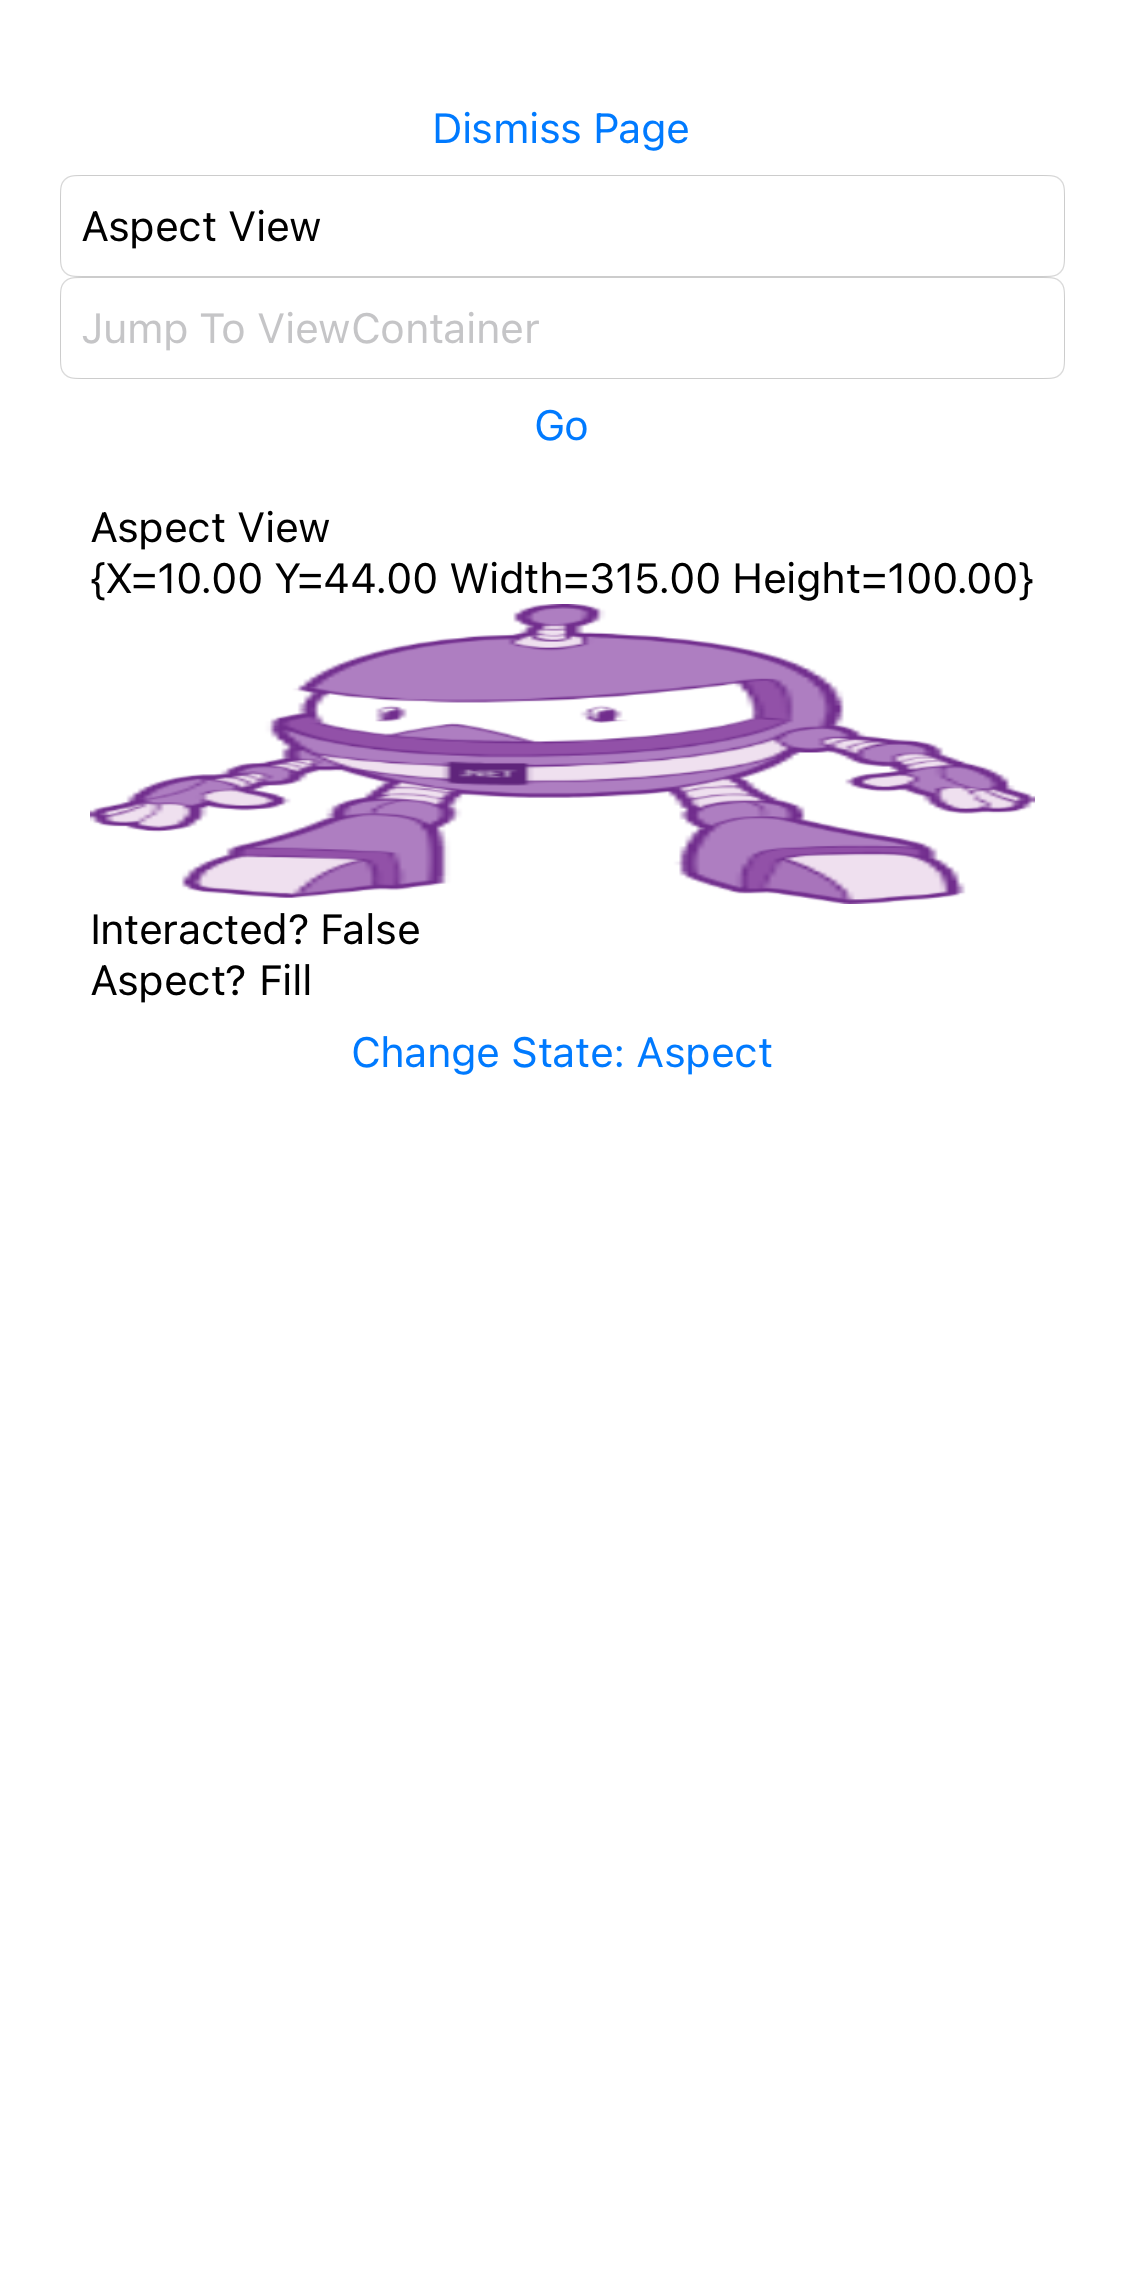 Dismiss Page
Aspect View
Jump To ViewContainer
Go
Aspect View
{X=10.00 Y=44.00 Width=315.00 Height=100.00}
.NET
Interacted? False
Aspect? Fill
Change State: Aspect